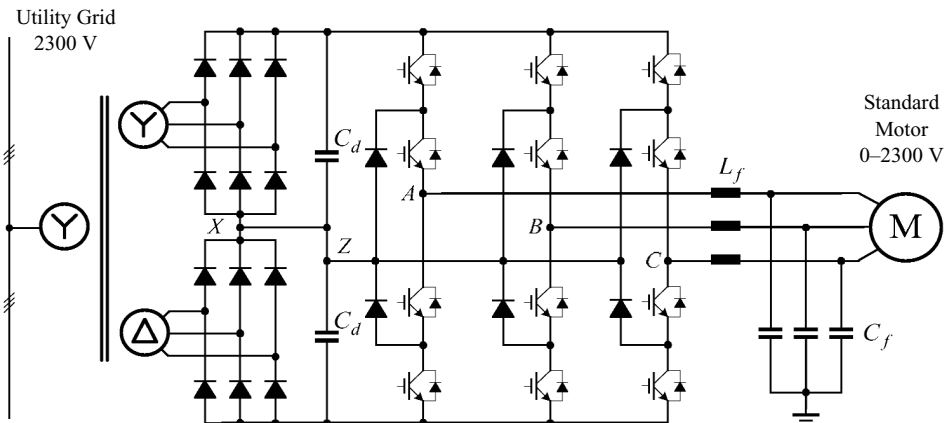 Utility Grid
2300 V
Standard
Motor
0–2300 V
C_d
L_f
A
X
B
M
Z
C
C_d
C_f